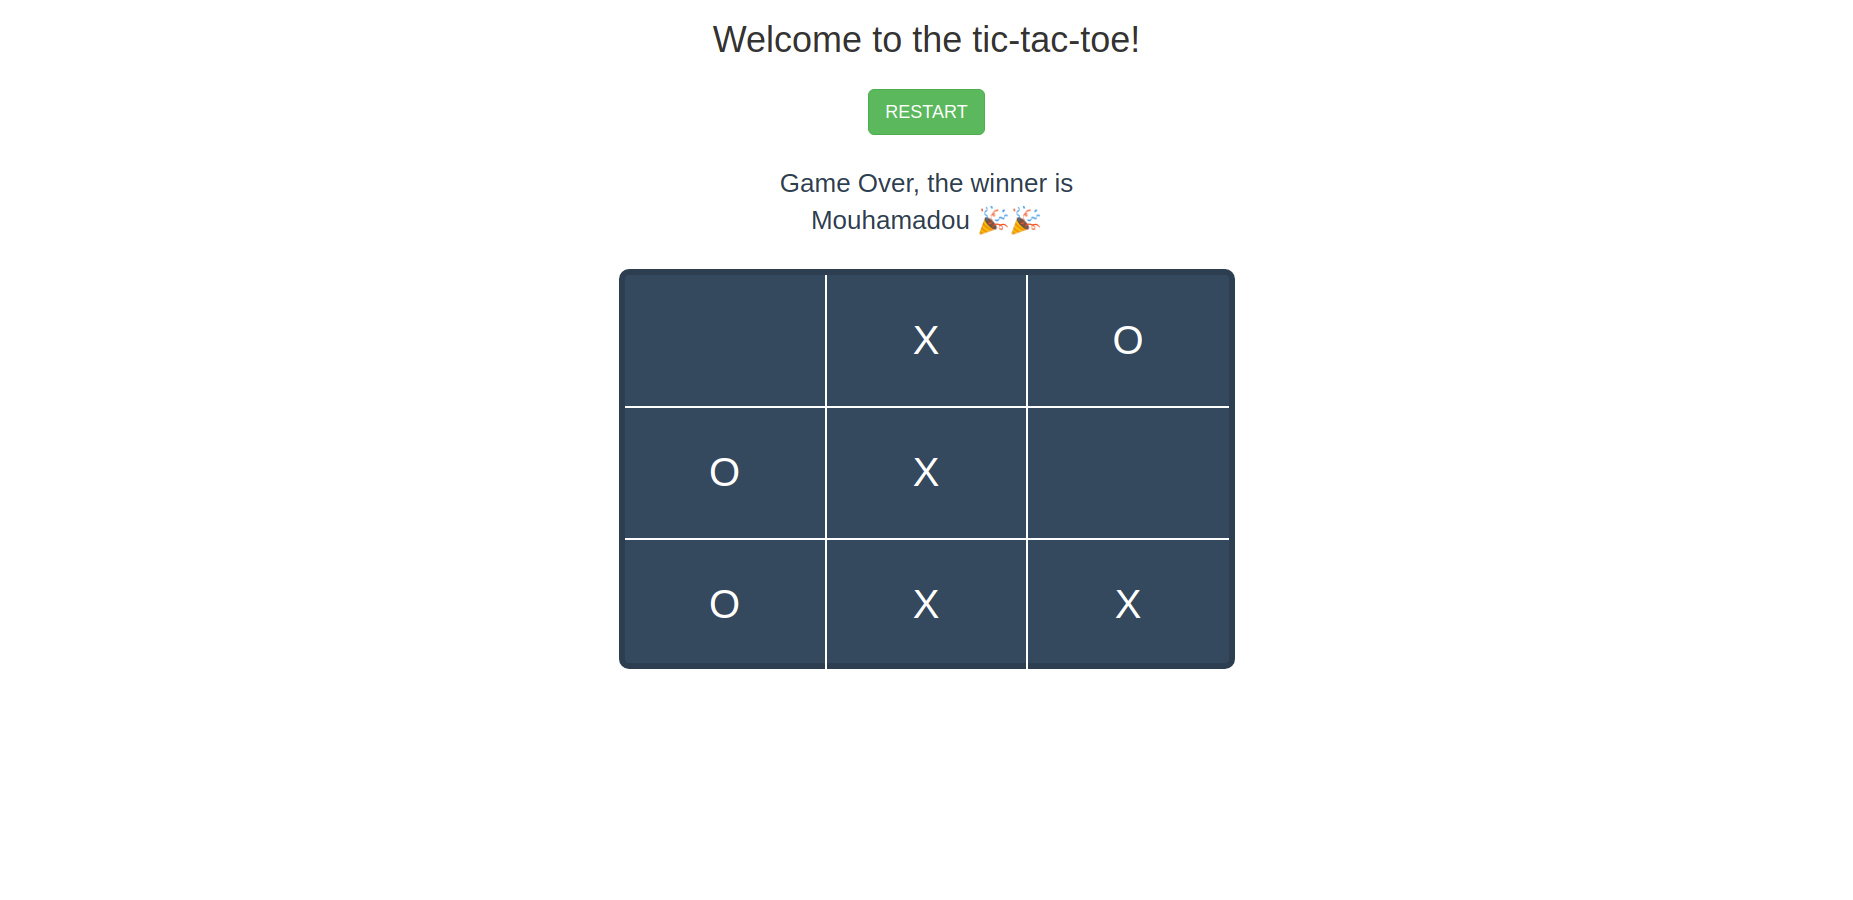 Welcome to the tic-tac-toe!
RESTART
Game Over, the winner is
Mouhamadou 🎉🎉
X O
O X
O X X